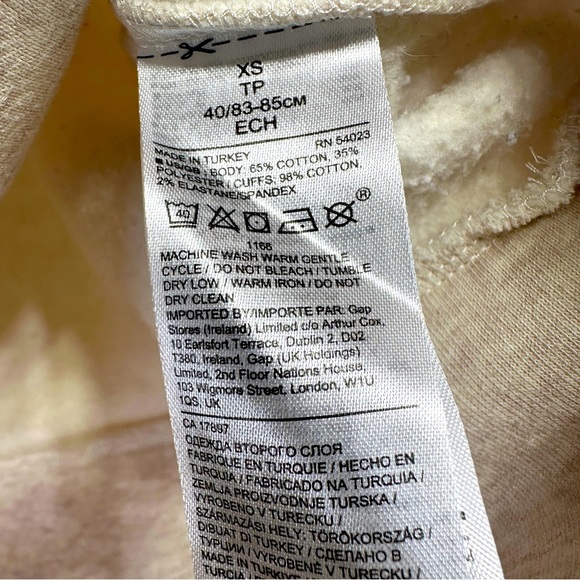 XS
TP
40/83-85CM
ECH
MADE IN TURKEY RN 54023
■ US/GB: BODY: 65% COTTON, 35%
POLYESTER / CUFFS, 98% COTTON,
2% ELASTANE/SPANDEX
40 ®
1166
MACHINE WASH WARM GENTLE
CYCLE / DO NOT BLEACH / TUMBLE
DRY LOW / WARM IRON / DO NOT
DRY CLEAN
IMPORTED BY/IMPORTE PAR: Gap
Stores (Ireland) Limited c/o Arthur Cox,
10 Earlsfort Terrace, Dublin 2, D02
T380, Ireland, Gap (UK Holdings)
Limited, 2nd Floor Nations House,
103 Wigmore Street, London, W1U
1QS, UK
CA 17897
ОДЕЖДА ВТОРОГО СЛОЯ
FABRIQUÉ EN TURQUIE / HECHO EN
TURQUÍA / FABRICADO NA TURQUIA /
ZEMLJA PROIZVODNJE TURSKA /
VYROBENO V TURECKU /
SZÁRMAZÁSI HELY: TÖRÖKORSZÁG /
DIBUAT DI TURKEY / СДЕЛАНО В
ТУРЦИИ / VYROBENÉ V TURECKU /
MADE IN TURKIYE